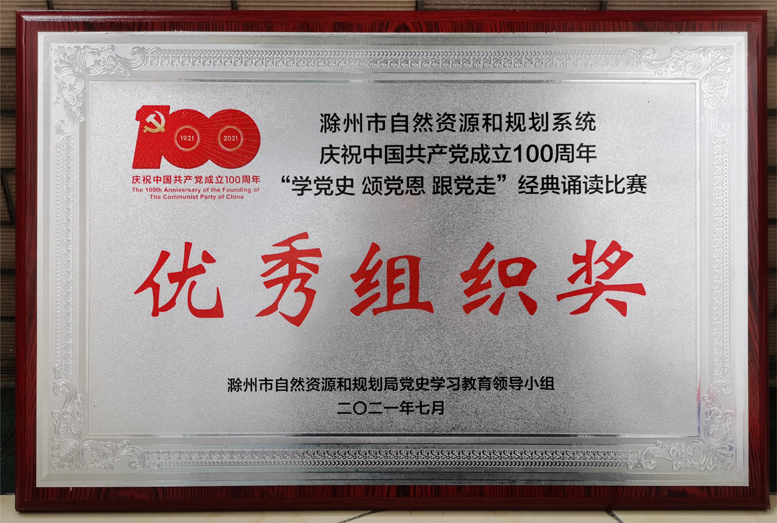 1921
2021
庆祝中国共产党成立100周年
The 100th Anniversary of the Founding of
The Communist Party of China
滁州市自然资源和规划系统
庆祝中国共产党成立100周年
“学党史 颂党恩 跟党走”经典诵读比赛
优秀组织奖
滁州市自然资源和规划局党史学习教育领导小组
二〇二一年七月